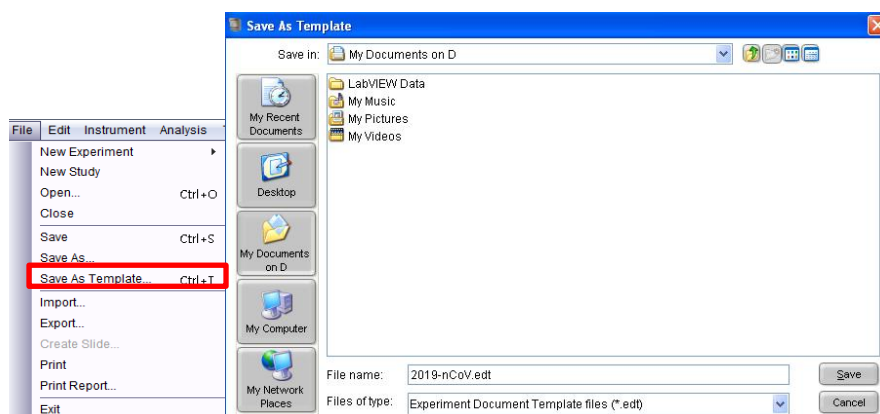 File Edit Instrument Analysis
New Experiment
New Study
Open... Ctrl+O
Close
Save Ctrl+S
Save As...
Save As Template... Ctrl+T
Import...
Export...
Create Slide...
Print
Print Report...
Exit
Save As Template
Save in: My Documents on D
My Recent
Documents
Desktop
My Documents
on D
My Computer
My Network
Places
LabVIEW Data
My Music
My Pictures
My Videos
File name: 2019-nCoV.edt Save
Files of type: Experiment Document Template files (*.edt) Cancel